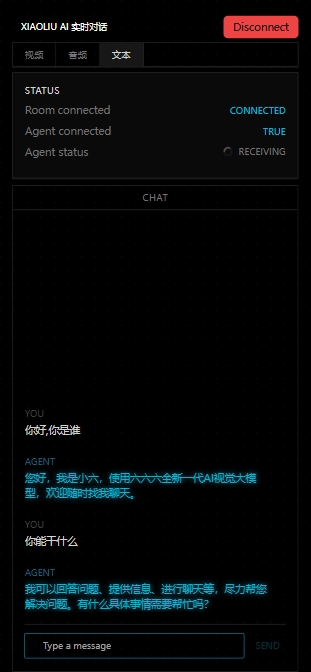 XIAOLIU AI 实时对话
Disconnect
视频
音频
文本
STATUS
Room connected
CONNECTED
Agent connected
TRUE
Agent status
RECEIVING
CHAT
YOU
你好,你是谁
AGENT
您好，我是小六，使用六六六全新一代AI视觉大模
型，欢迎随时找我聊天。
YOU
你能干什么
AGENT
我可以回答问题、提供信息、进行聊天等，尽力帮您
解决问题。有什么具体事情需要帮忙吗？
Type a message
SEND